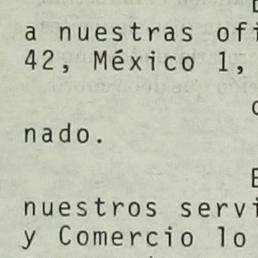 a nuestras ofi
42, México 1,
nado.
nuestros servi
y Comercio lo